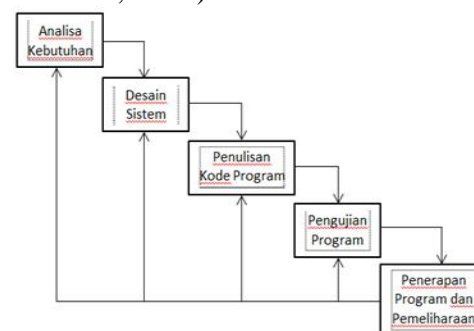 Analisa
Kebutuhan
Desain
Sistem
Penulisan
Kode Program
Pengujian
Program
Penerapan
Program dan
Pemeliharaan